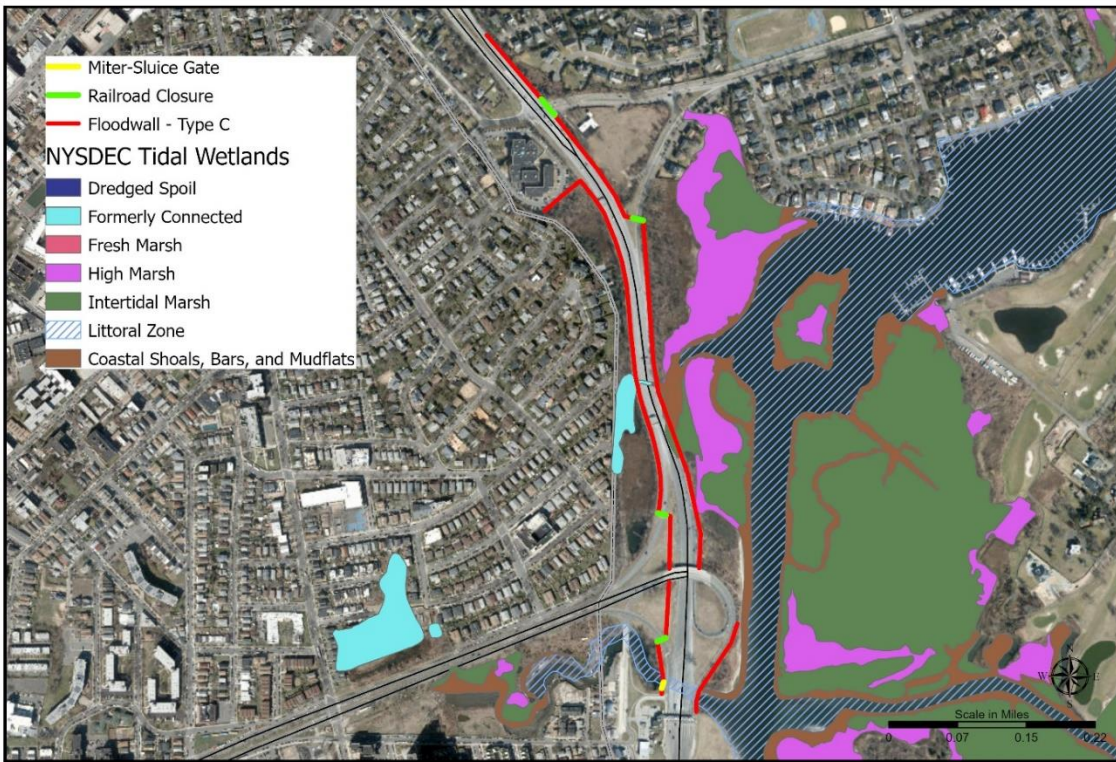 Miter-Sluice Gate
Railroad Closure
Floodwall - Type C
NYSDEC Tidal Wetlands
Dredged Spoil
Formerly Connected
Fresh Marsh
High Marsh
Intertidal Marsh
Littoral Zone
Coastal Shoals, Bars, and Mudflats
N
W E
S
Scale in Miles
0 0.07 0.15 0.22